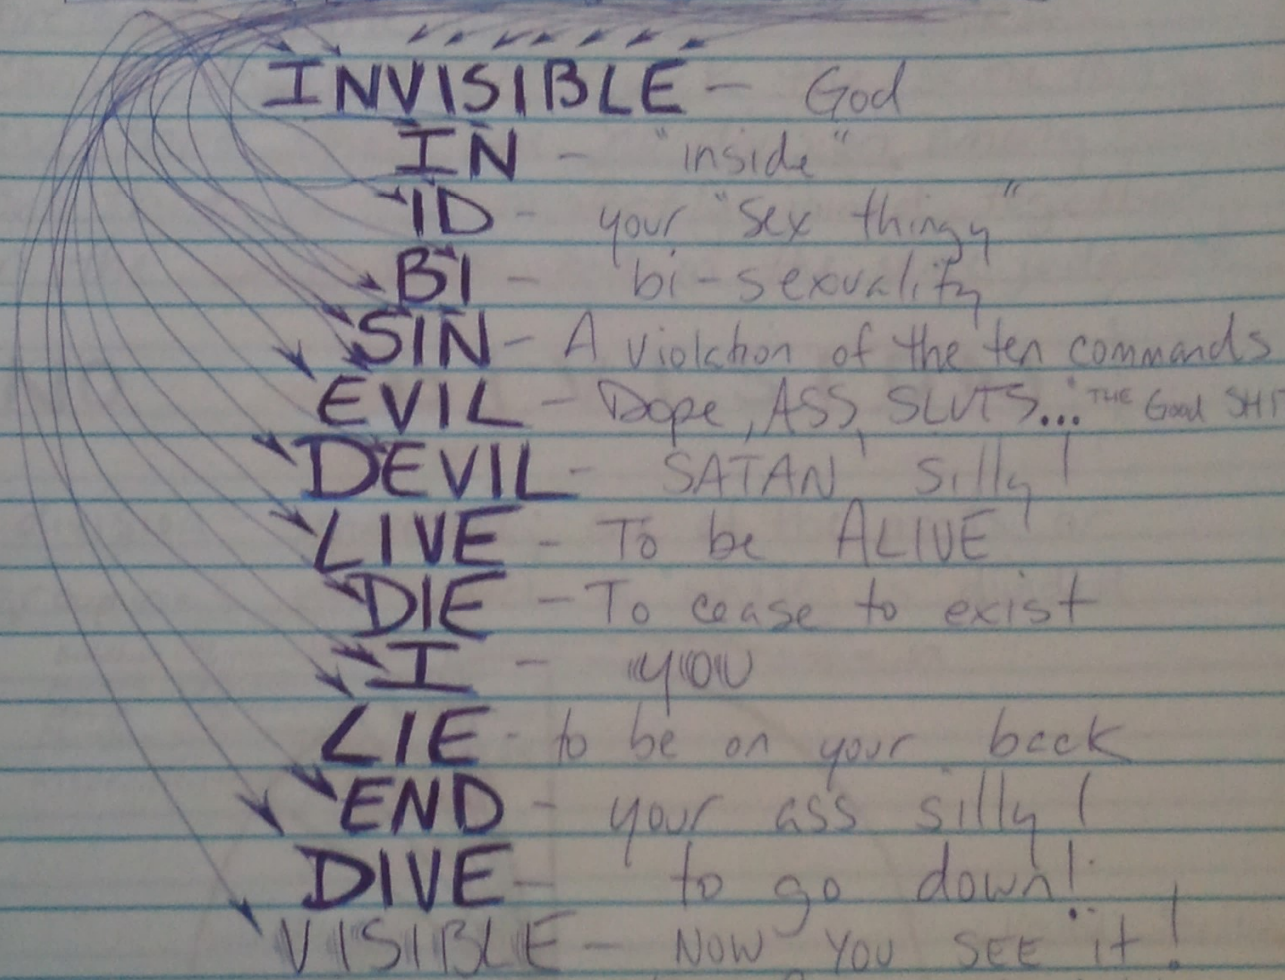 INVISIBLE - God
IN - "inside"
ID - your "sex thingy"
BI - bi-sexuality
SIN - A violation of the ten commands
EVIL - Dope, ASS, SLUTS... THE Good SHIT
DEVIL - SATAN silly!
LIVE - To be ALIVE
DIE - To cease to exist
I - you
LIE - to be on your back
END - your ass silly!
DIVE - to go down!
VISIBLE - NOW YOU SEE it!